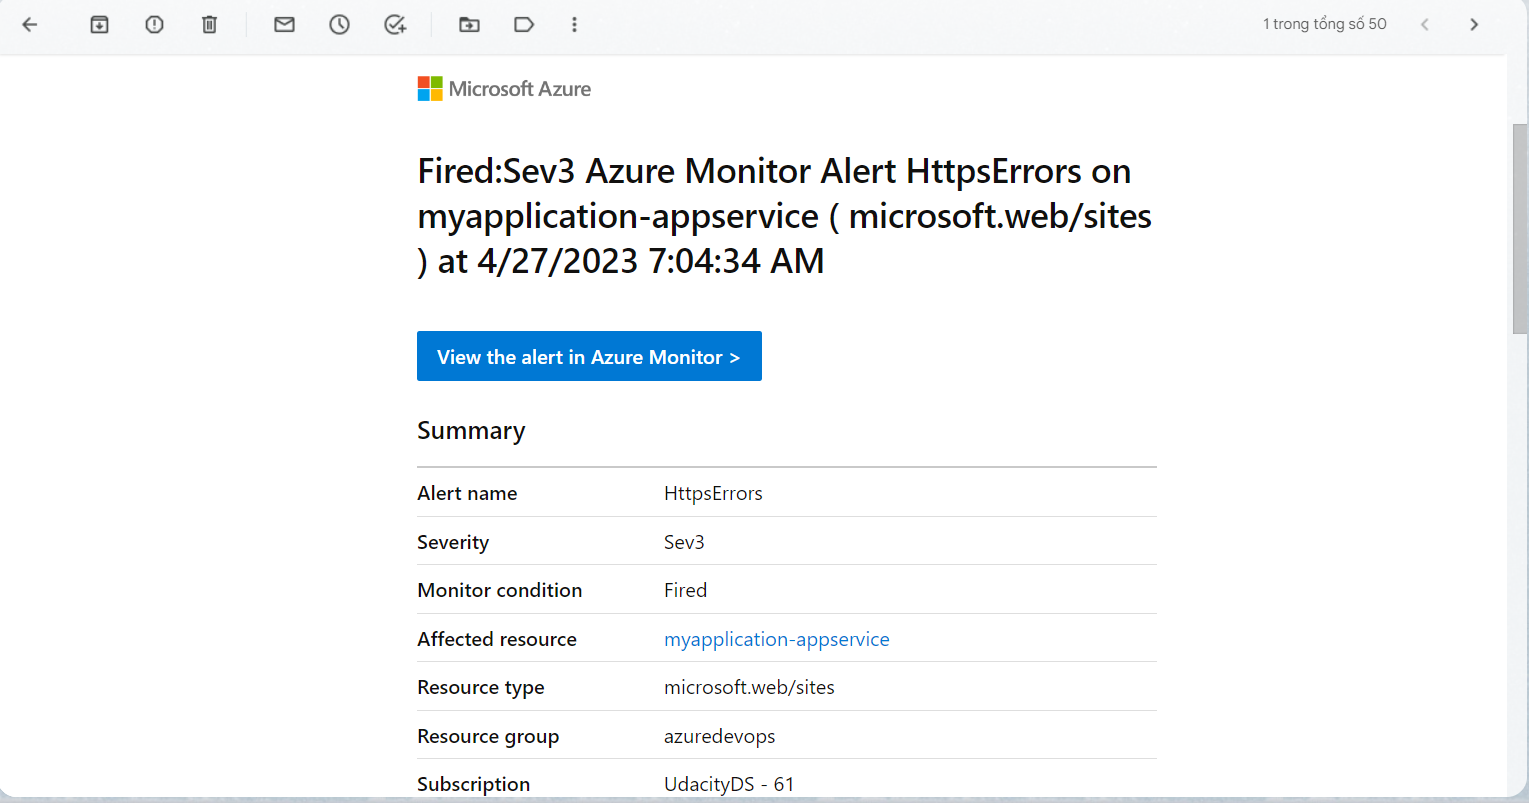 1 trong tổng số 50
Microsoft Azure
Fired:Sev3 Azure Monitor Alert HttpsErrors on
myapplication-appservice ( microsoft.web/sites
) at 4/27/2023 7:04:34 AM
View the alert in Azure Monitor >
Summary
Alert name HttpsErrors
Severity Sev3
Monitor condition Fired
Affected resource myapplication-appservice
Resource type microsoft.web/sites
Resource group azuredevops
Subscription UdacityDS - 61